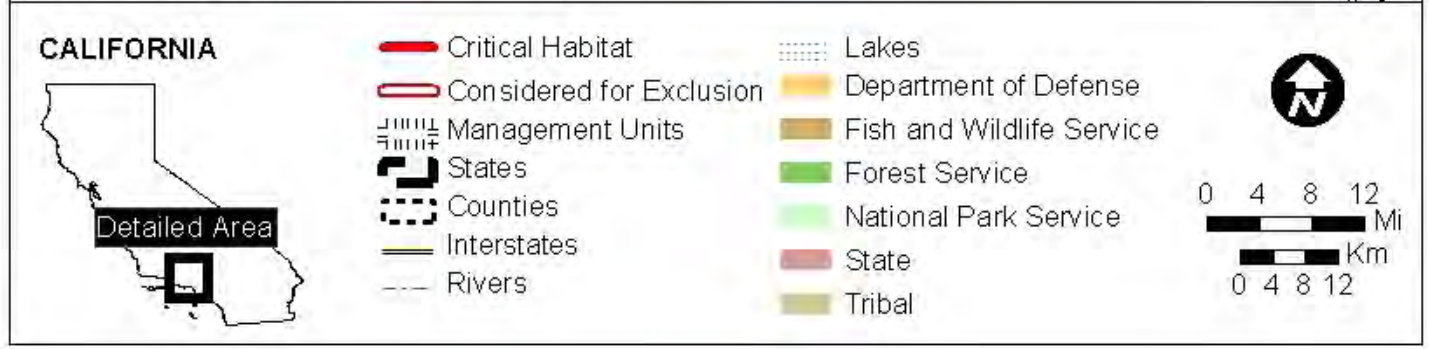 CALIFORNIA
Detailed Area
Critical Habitat
Considered for Exclusion
Management Units
States
Counties
Interstates
Rivers
Lakes
Department of Defense
Fish and Wildlife Service
Forest Service
National Park Service
State
Tribal
N
0 4 8 12
Mi
Km
0 4 8 12